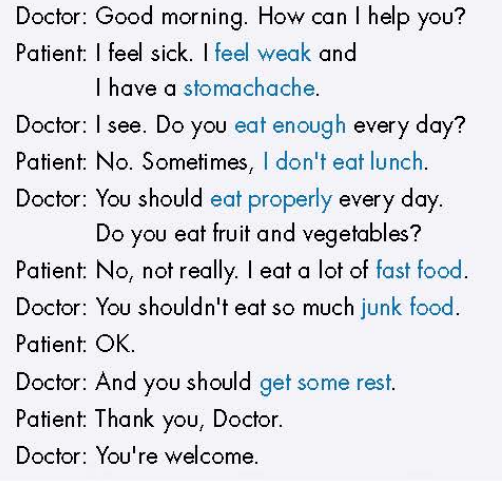 Doctor: Good morning. How can I help you?
Patient: I feel sick. I feel weak and
I have a stomachache.
Doctor: I see. Do you eat enough every day?
Patient: No. Sometimes, I don't eat lunch.
Doctor: You should eat properly every day.
Do you eat fruit and vegetables?
Patient: No, not really. I eat a lot of fast food.
Doctor: You shouldn't eat so much junk food.
Patient: OK.
Doctor: And you should get some rest.
Patient: Thank you, Doctor.
Doctor: You're welcome.